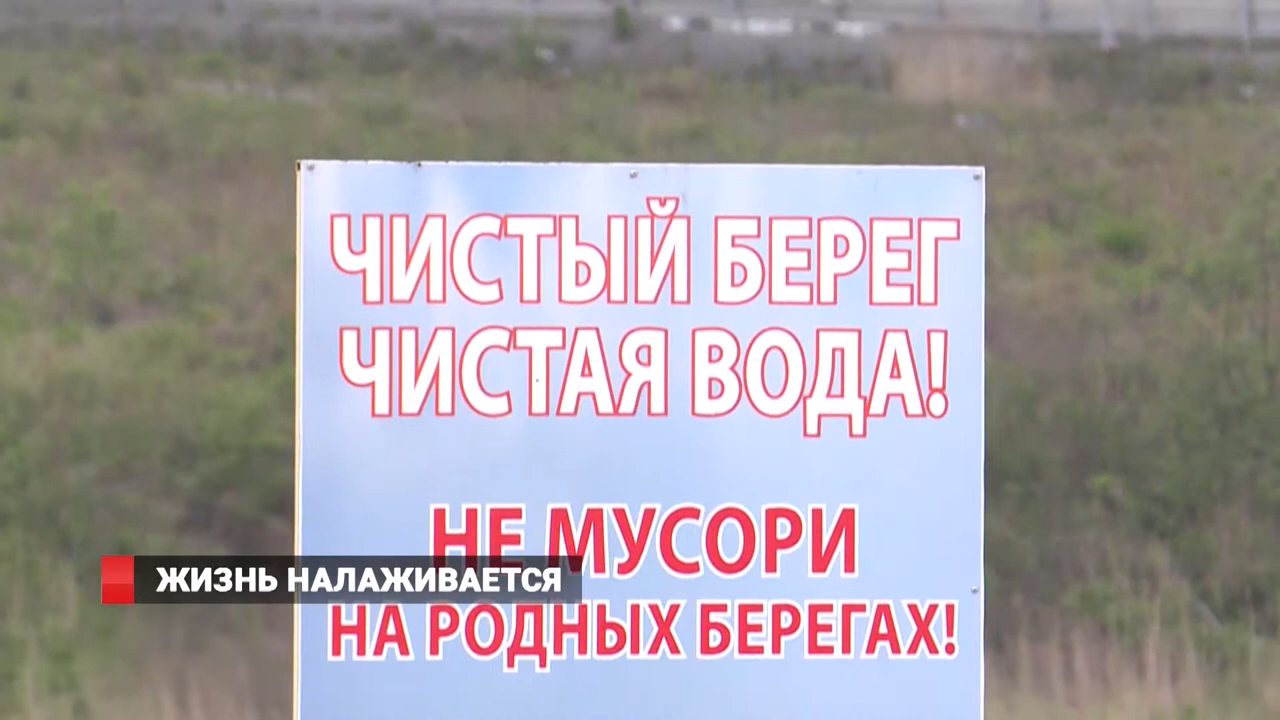 ЧИСТЫЙ БЕРЕГ
ЧИСТАЯ ВОДА!
НЕ МУСОРИ
ЖИЗНЬ НАЛАЖИВАЕТСЯ
НА РОДНЫХ БЕРЕГАХ!